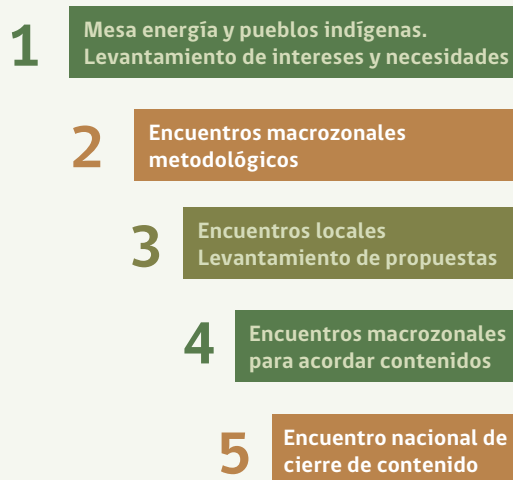 1
Mesa energía y pueblos indígenas.
Levantamiento de intereses y necesidades
2
Encuentros macrozonales
metodológicos
3
Encuentros locales
Levantamiento de propuestas
4
Encuentros macrozonales
para acordar contenidos
5
Encuentro nacional de
cierre de contenido